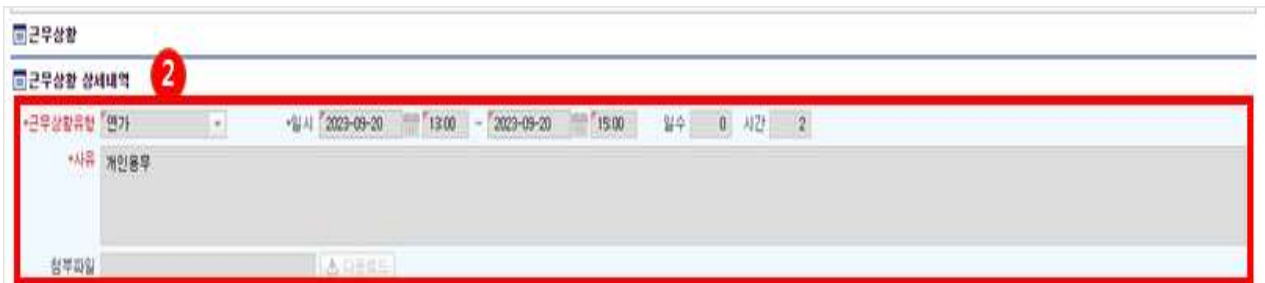 근무상황
근무상황 상세내역 2
*근무상황유형 연가 *일시 2023-09-20 13:00 ~ 2023-09-20 15:00 일수 0 시간 2
*사유 개인용무
첨부파일 다운로드